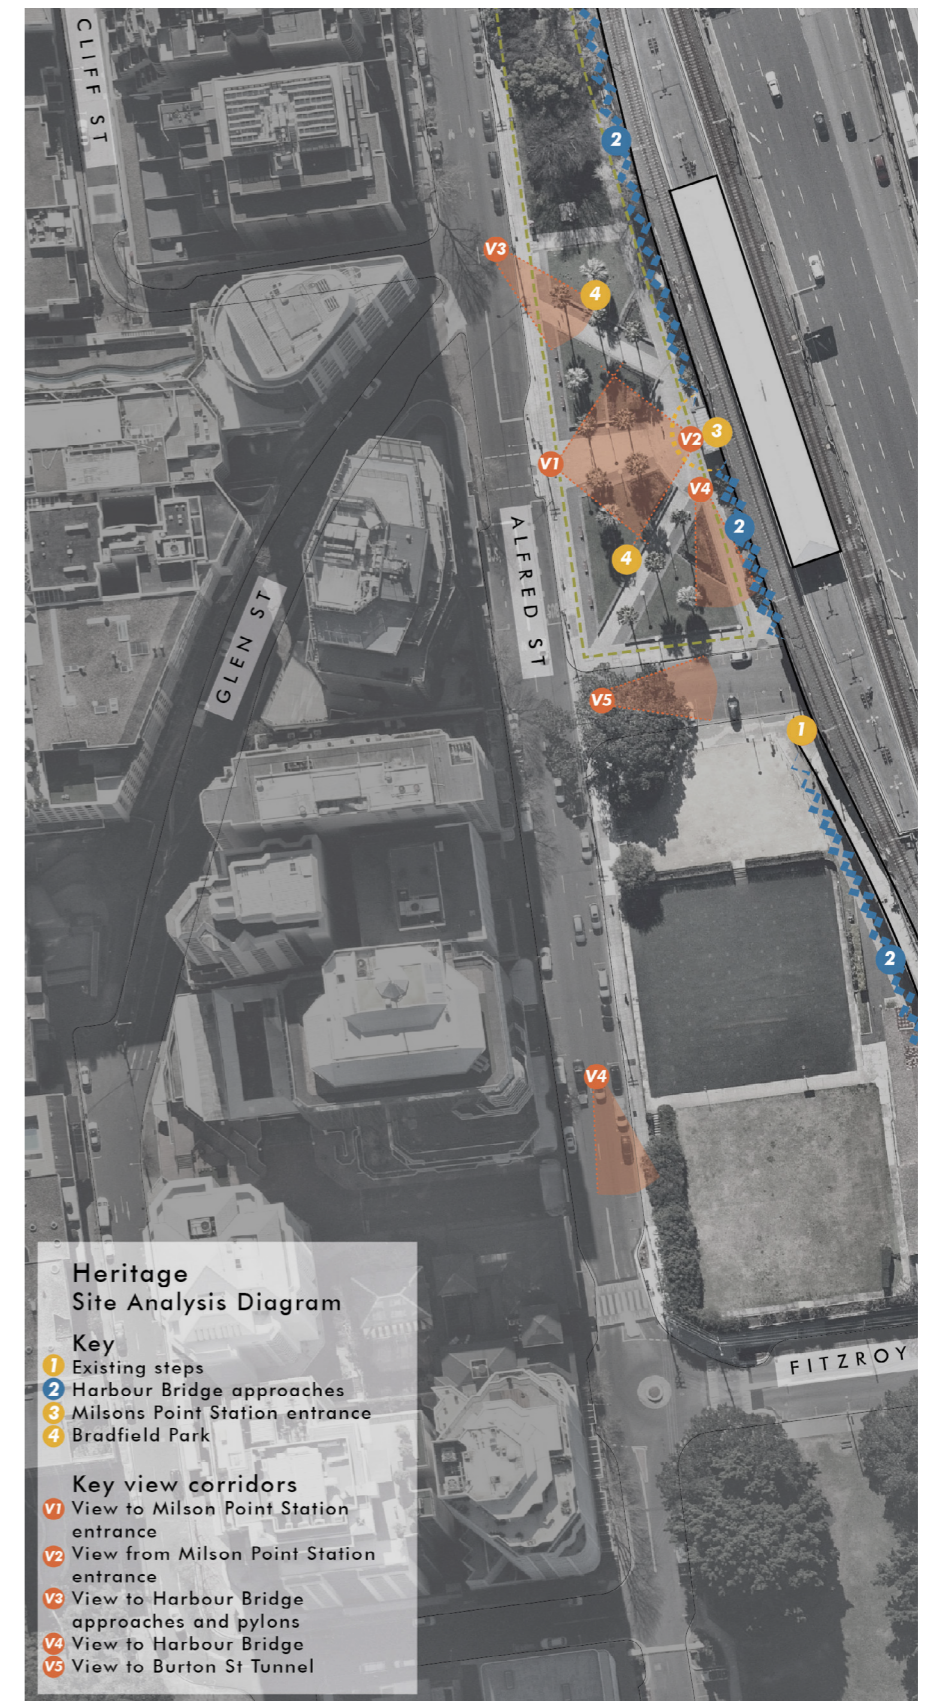 CLIFF ST
2
V3
4
V2
3
V1
V4
2
4
ALFRED ST
GLEN ST
V5
1
2
V4
FITZROY
Heritage
Site Analysis Diagram
Key
1 Existing steps
2 Harbour Bridge approaches
3 Milsons Point Station entrance
4 Bradfield Park
Key view corridors
V1 View to Milson Point Station
entrance
V2 View from Milson Point Station
entrance
V3 View to Harbour Bridge
approaches and pylons
V4 View to Harbour Bridge
V5 View to Burton St Tunnel